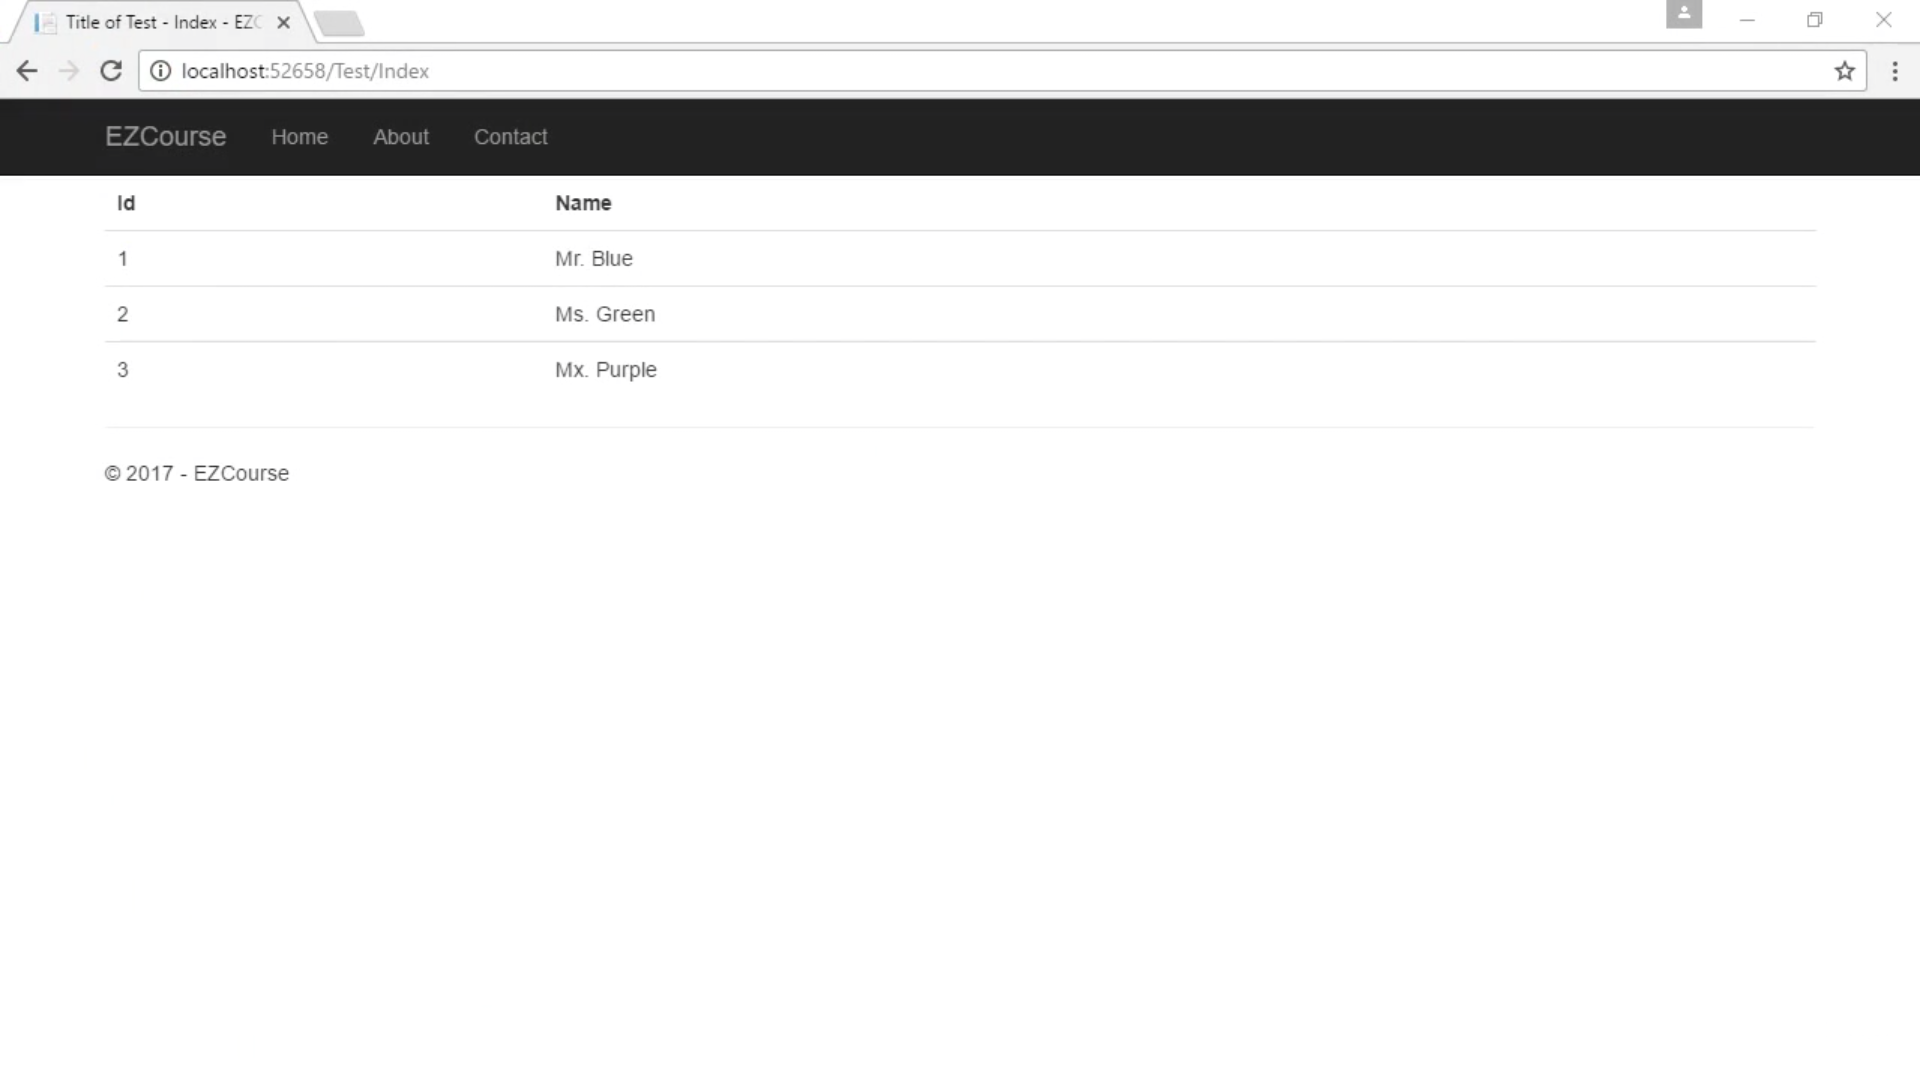 Title of Test - Index - EZC
localhost:52658/Test/Index
EZCourse Home About Contact
Id Name
1 Mr. Blue
2 Ms. Green
3 Mx. Purple
© 2017 - EZCourse